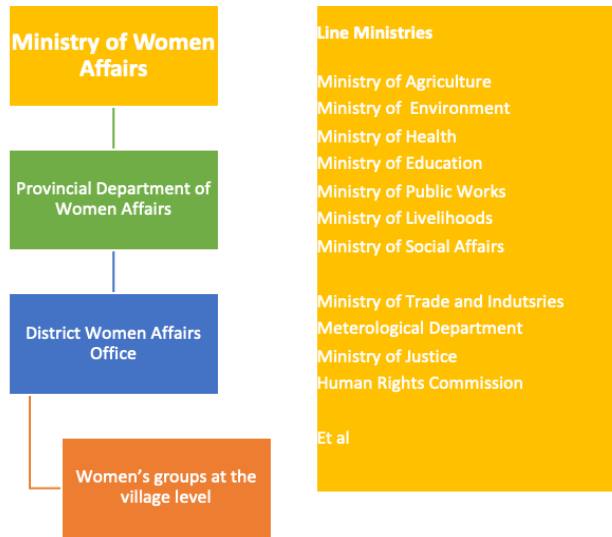 Ministry of Women
Affairs
Provincial Department of
Women Affairs
District Women Affairs
Office
Women's groups at the
village level
Line Ministries
Ministry of Agriculture
Ministry of  Environment
Ministry of Health
Ministry of Education
Ministry of Public Works
Ministry of Livelihoods
Ministry of Social Affairs
Ministry of Trade and Indutsries
Meterological Department
Ministry of Justice
Human Rights Commission
Et al